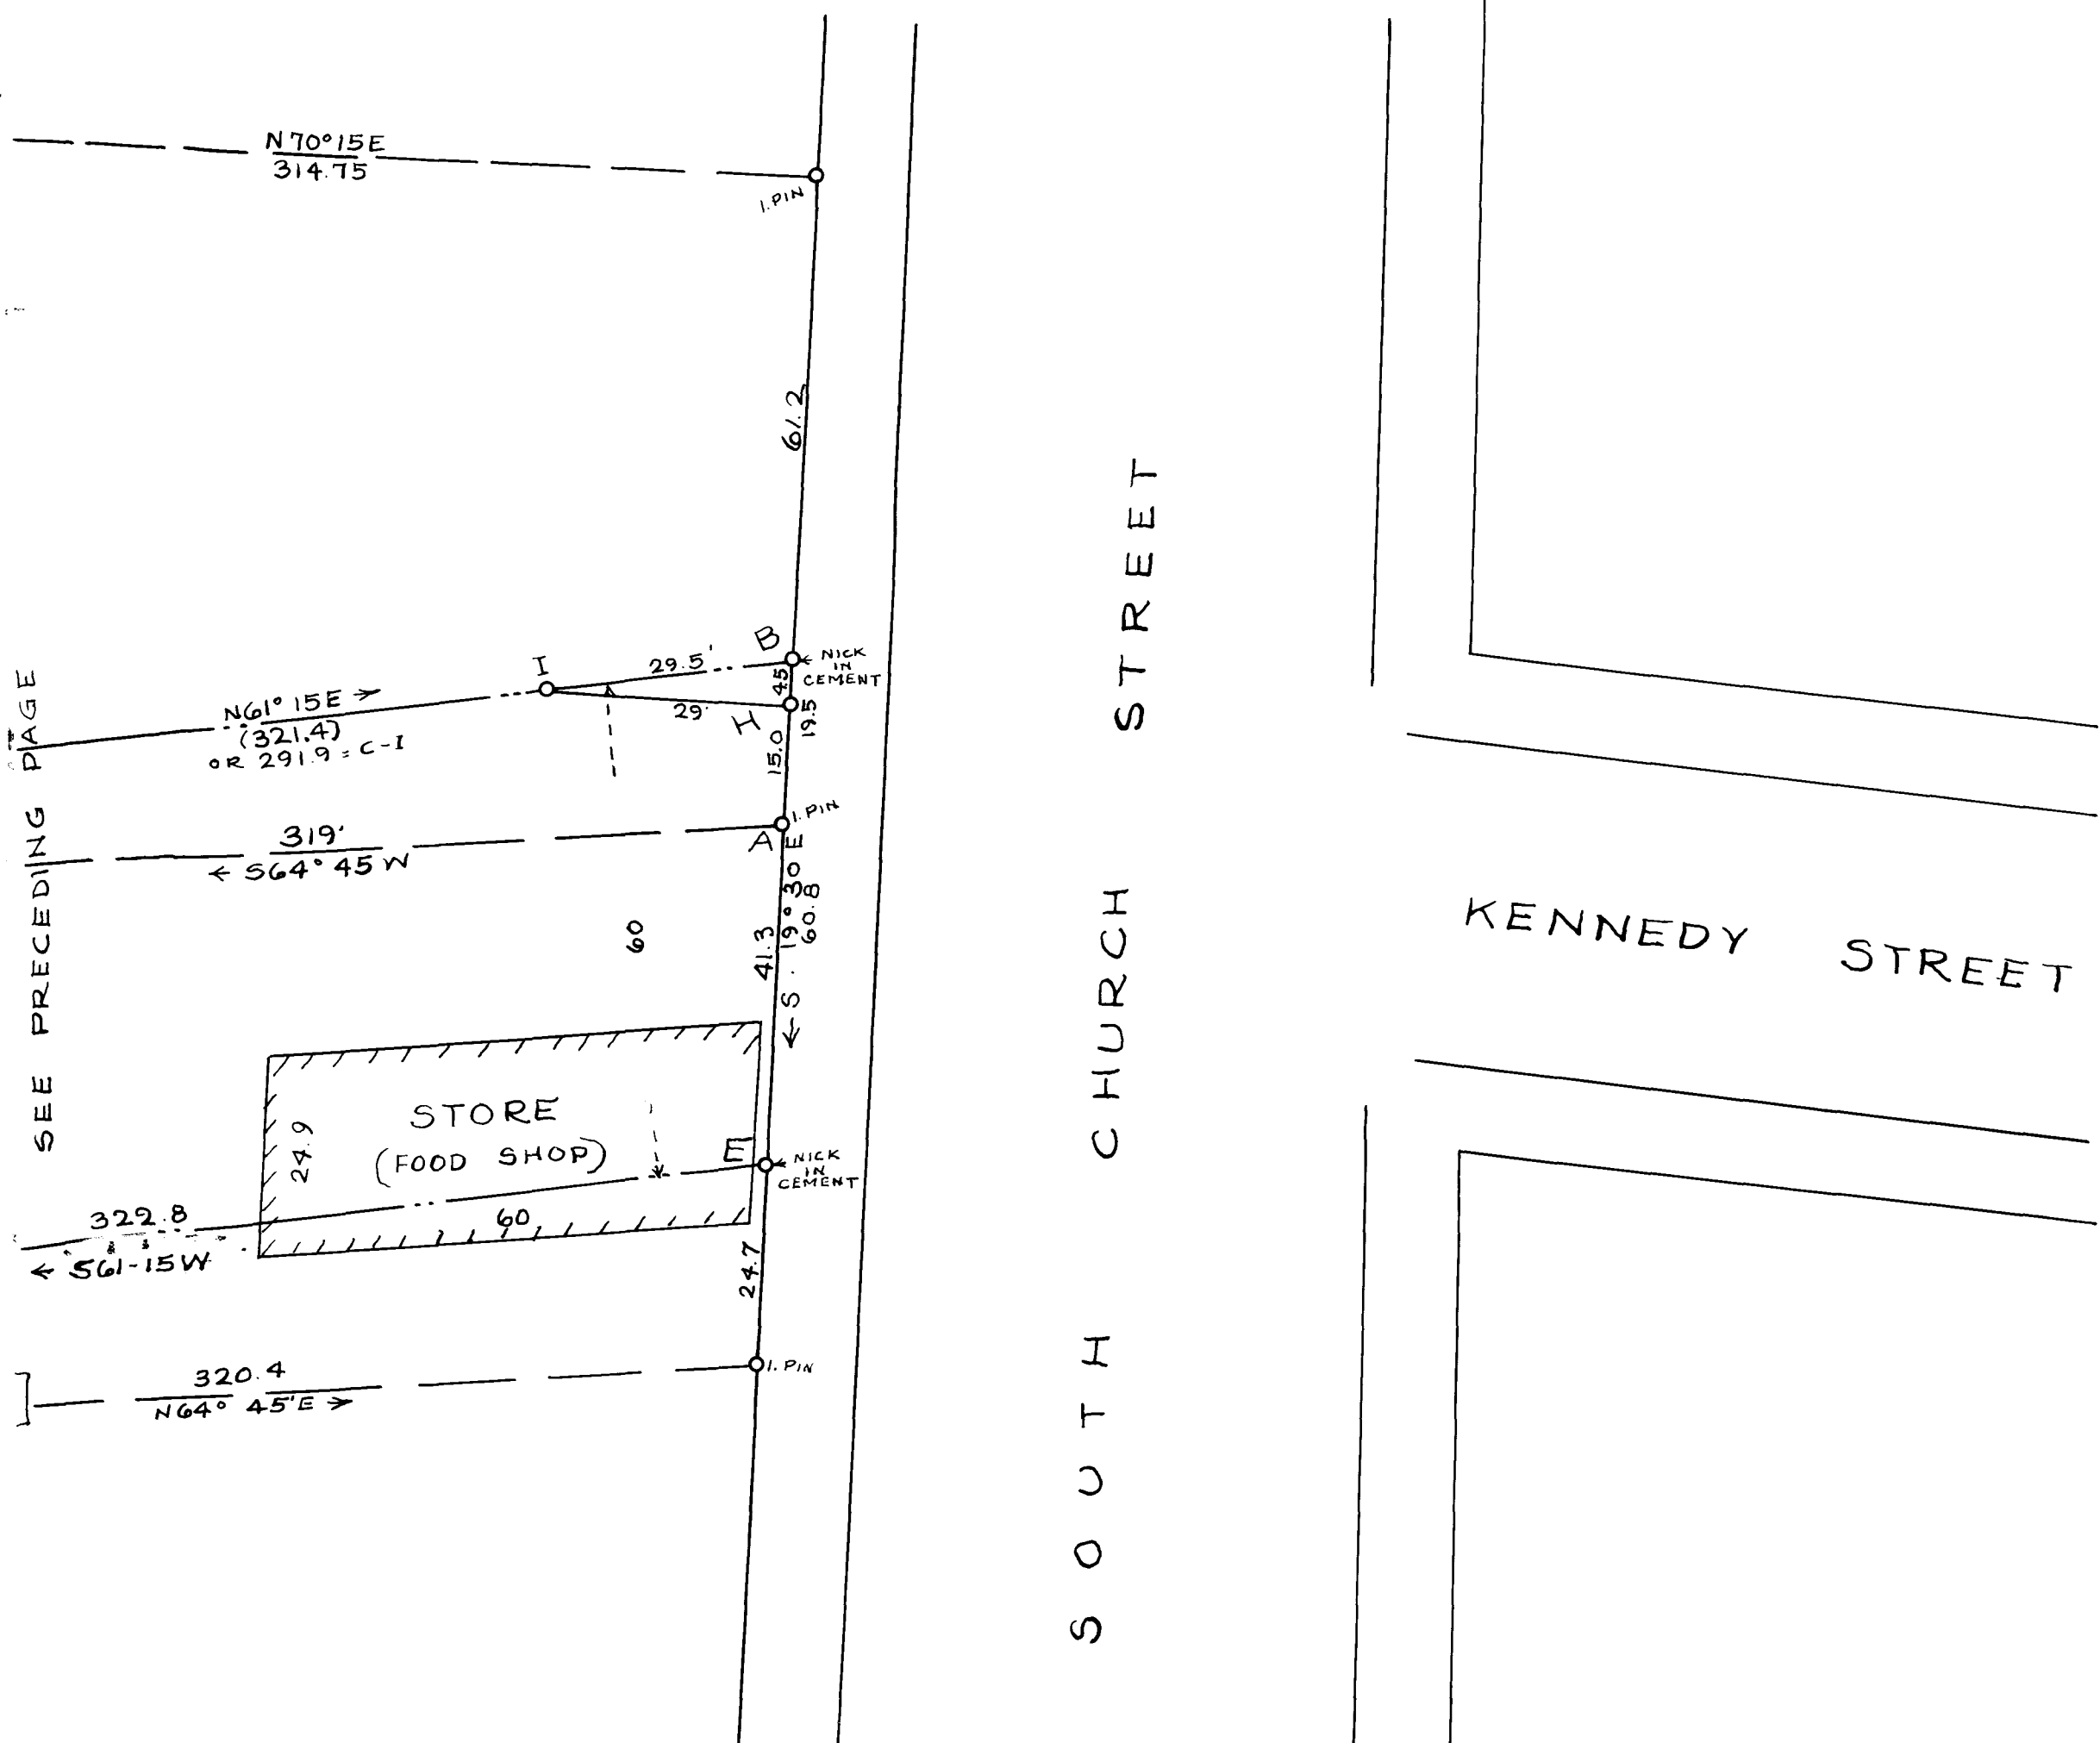 N70°15E
314.75
I. PIN
61.2
B
NICK
IN
CEMENT
I
29.5'
45
29'
H
19.5
15.0
N61°15E →
(321.4)
OR 291.9 = C-I
SEE PRECEDING PAGE
319'
← S64°45W
A
I. PIN
← S. 19°30E
60.8
41.3
60
STORE
(FOOD SHOP)
24.9
60
E
NICK
IN
CEMENT
322.8
← S61-15W
24.7
320.4
N64° 45'E →
I. PIN
SOUTH CHURCH STREET
KENNEDY STREET